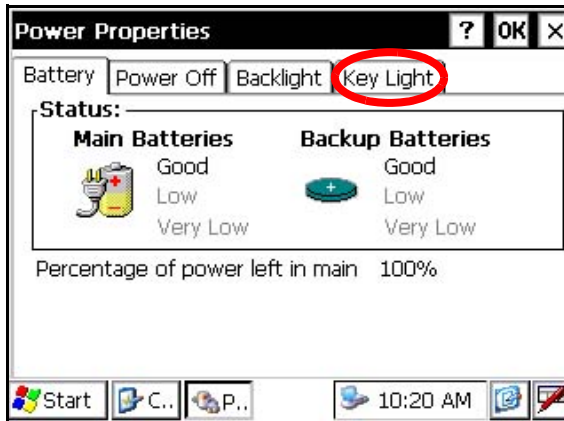 Power Properties ? OK ×
Battery Power Off Backlight Key Light
Status:
Main Batteries Backup Batteries
Good Good
Low Low
Very Low Very Low
Percentage of power left in main 100%
Start C.. P.. 10:20 AM